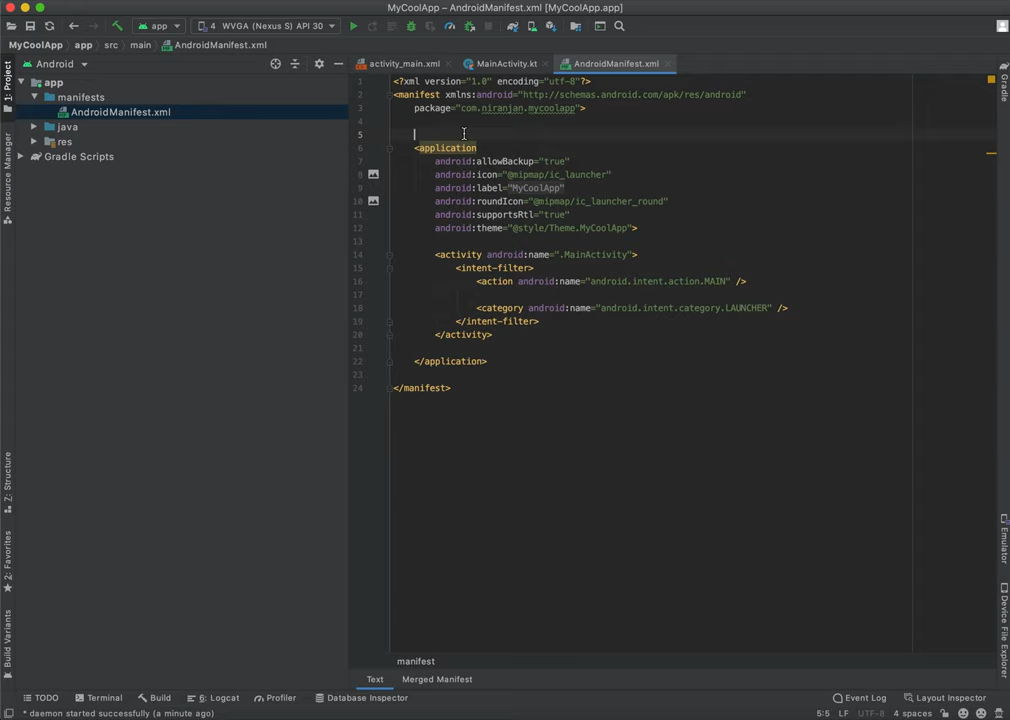 MyCoolApp – AndroidManifest.xml [MyCoolApp.app]
app
4 WVGA (Nexus S) API 30
MyCoolApp
app
src
main
AndroidManifest.xml
Android
activity_main.xml
MainActivity.kt
AndroidManifest.xml
1: Project
Resource Manager
Z: Structure
2: Favorites
Build Variants
app
manifests
AndroidManifest.xml
java
res
Gradle Scripts
1 <?xml version="1.0" encoding="utf-8"?>
2 <manifest xmlns:android="http://schemas.android.com/apk/res/android"
3 package="com.niranjan.mycoolapp">
4
5
6 <application
7 android:allowBackup="true"
8 android:icon="@mipmap/ic_launcher"
9 android:label="MyCoolApp"
10 android:roundIcon="@mipmap/ic_launcher_round"
11 android:supportsRtl="true"
12 android:theme="@style/Theme.MyCoolApp">
13
14 <activity android:name=".MainActivity">
15 <intent-filter>
16 <action android:name="android.intent.action.MAIN" />
17
18 <category android:name="android.intent.category.LAUNCHER" />
19 </intent-filter>
20 </activity>
21
22 </application>
23
24 </manifest>
Gradle
Emulator
Device File Explorer
manifest
Text
Merged Manifest
TODO
Terminal
Build
6: Logcat
Profiler
Database Inspector
Event Log
Layout Inspector
* daemon started successfully (a minute ago)
5:5 LF UTF-8 4 spaces